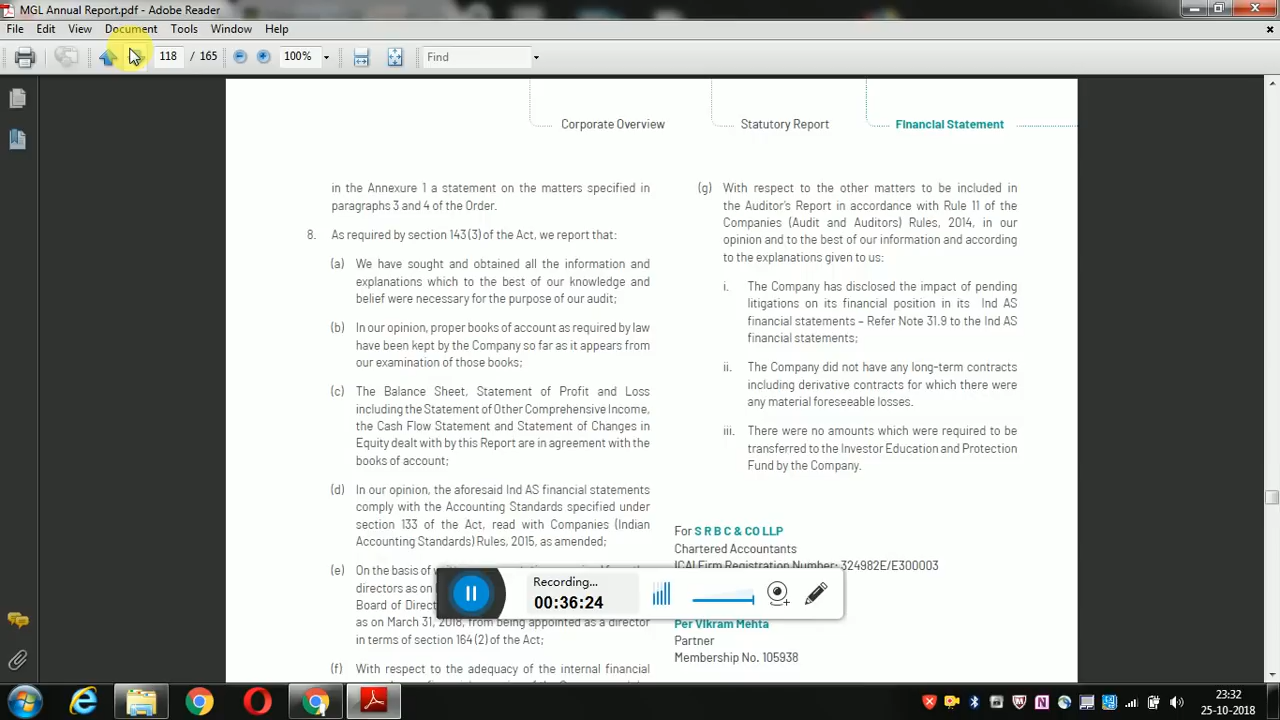 MGL Annual Report.pdf - Adobe Reader
File Edit View Document Tools Window Help
118 / 165 100% Find
Corporate Overview Statutory Report Financial Statement
in the Annexure 1 a statement on the matters specified in
paragraphs 3 and 4 of the Order.
8. As required by section 143 (3) of the Act, we report that:
(a) We have sought and obtained all the information and
explanations which to the best of our knowledge and
belief were necessary for the purpose of our audit;
(b) In our opinion, proper books of account as required by law
have been kept by the Company so far as it appears from
our examination of those books;
(c) The Balance Sheet, Statement of Profit and Loss
including the Statement of Other Comprehensive Income,
the Cash Flow Statement and Statement of Changes in
Equity dealt with by this Report are in agreement with the
books of account;
(d) In our opinion, the aforesaid Ind AS financial statements
comply with the Accounting Standards specified under
section 133 of the Act, read with Companies (Indian
Accounting Standards) Rules, 2015, as amended;
(e) On the basis of
directors as on
Board of Direc
as on March 31, 2018, from being appointed as a director
in terms of section 164 (2) of the Act;
(f) With respect to the adequacy of the internal financial
(g) With respect to the other matters to be included in
the Auditor's Report in accordance with Rule 11 of the
Companies (Audit and Auditors) Rules, 2014, in our
opinion and to the best of our information and according
to the explanations given to us:
i. The Company has disclosed the impact of pending
litigations on its financial position in its Ind AS
financial statements – Refer Note 31.9 to the Ind AS
financial statements;
ii. The Company did not have any long-term contracts
including derivative contracts for which there were
any material foreseeable losses.
iii. There were no amounts which were required to be
transferred to the Investor Education and Protection
Fund by the Company.
For S R B C & CO LLP
Chartered Accountants
ICAI Firm Registration Number: 324982E/E300003
Per Vikram Mehta
Partner
Membership No. 105938
Recording...
00:36:24
23:32
25-10-2018